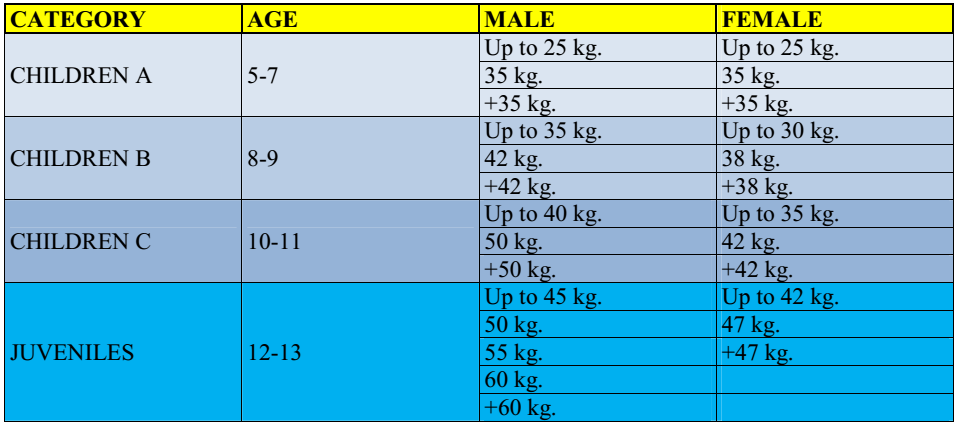 CATEGORY AGE MALE FEMALE
CHILDREN A 5-7 Up to 25 kg. Up to 25 kg.
35 kg. 35 kg.
+35 kg. +35 kg.
CHILDREN B 8-9 Up to 35 kg. Up to 30 kg.
42 kg. 38 kg.
+42 kg. +38 kg.
CHILDREN C 10-11 Up to 40 kg. Up to 35 kg.
50 kg. 42 kg.
+50 kg. +42 kg.
JUVENILES 12-13 Up to 45 kg. Up to 42 kg.
50 kg. 47 kg.
55 kg. +47 kg.
60 kg.
+60 kg.